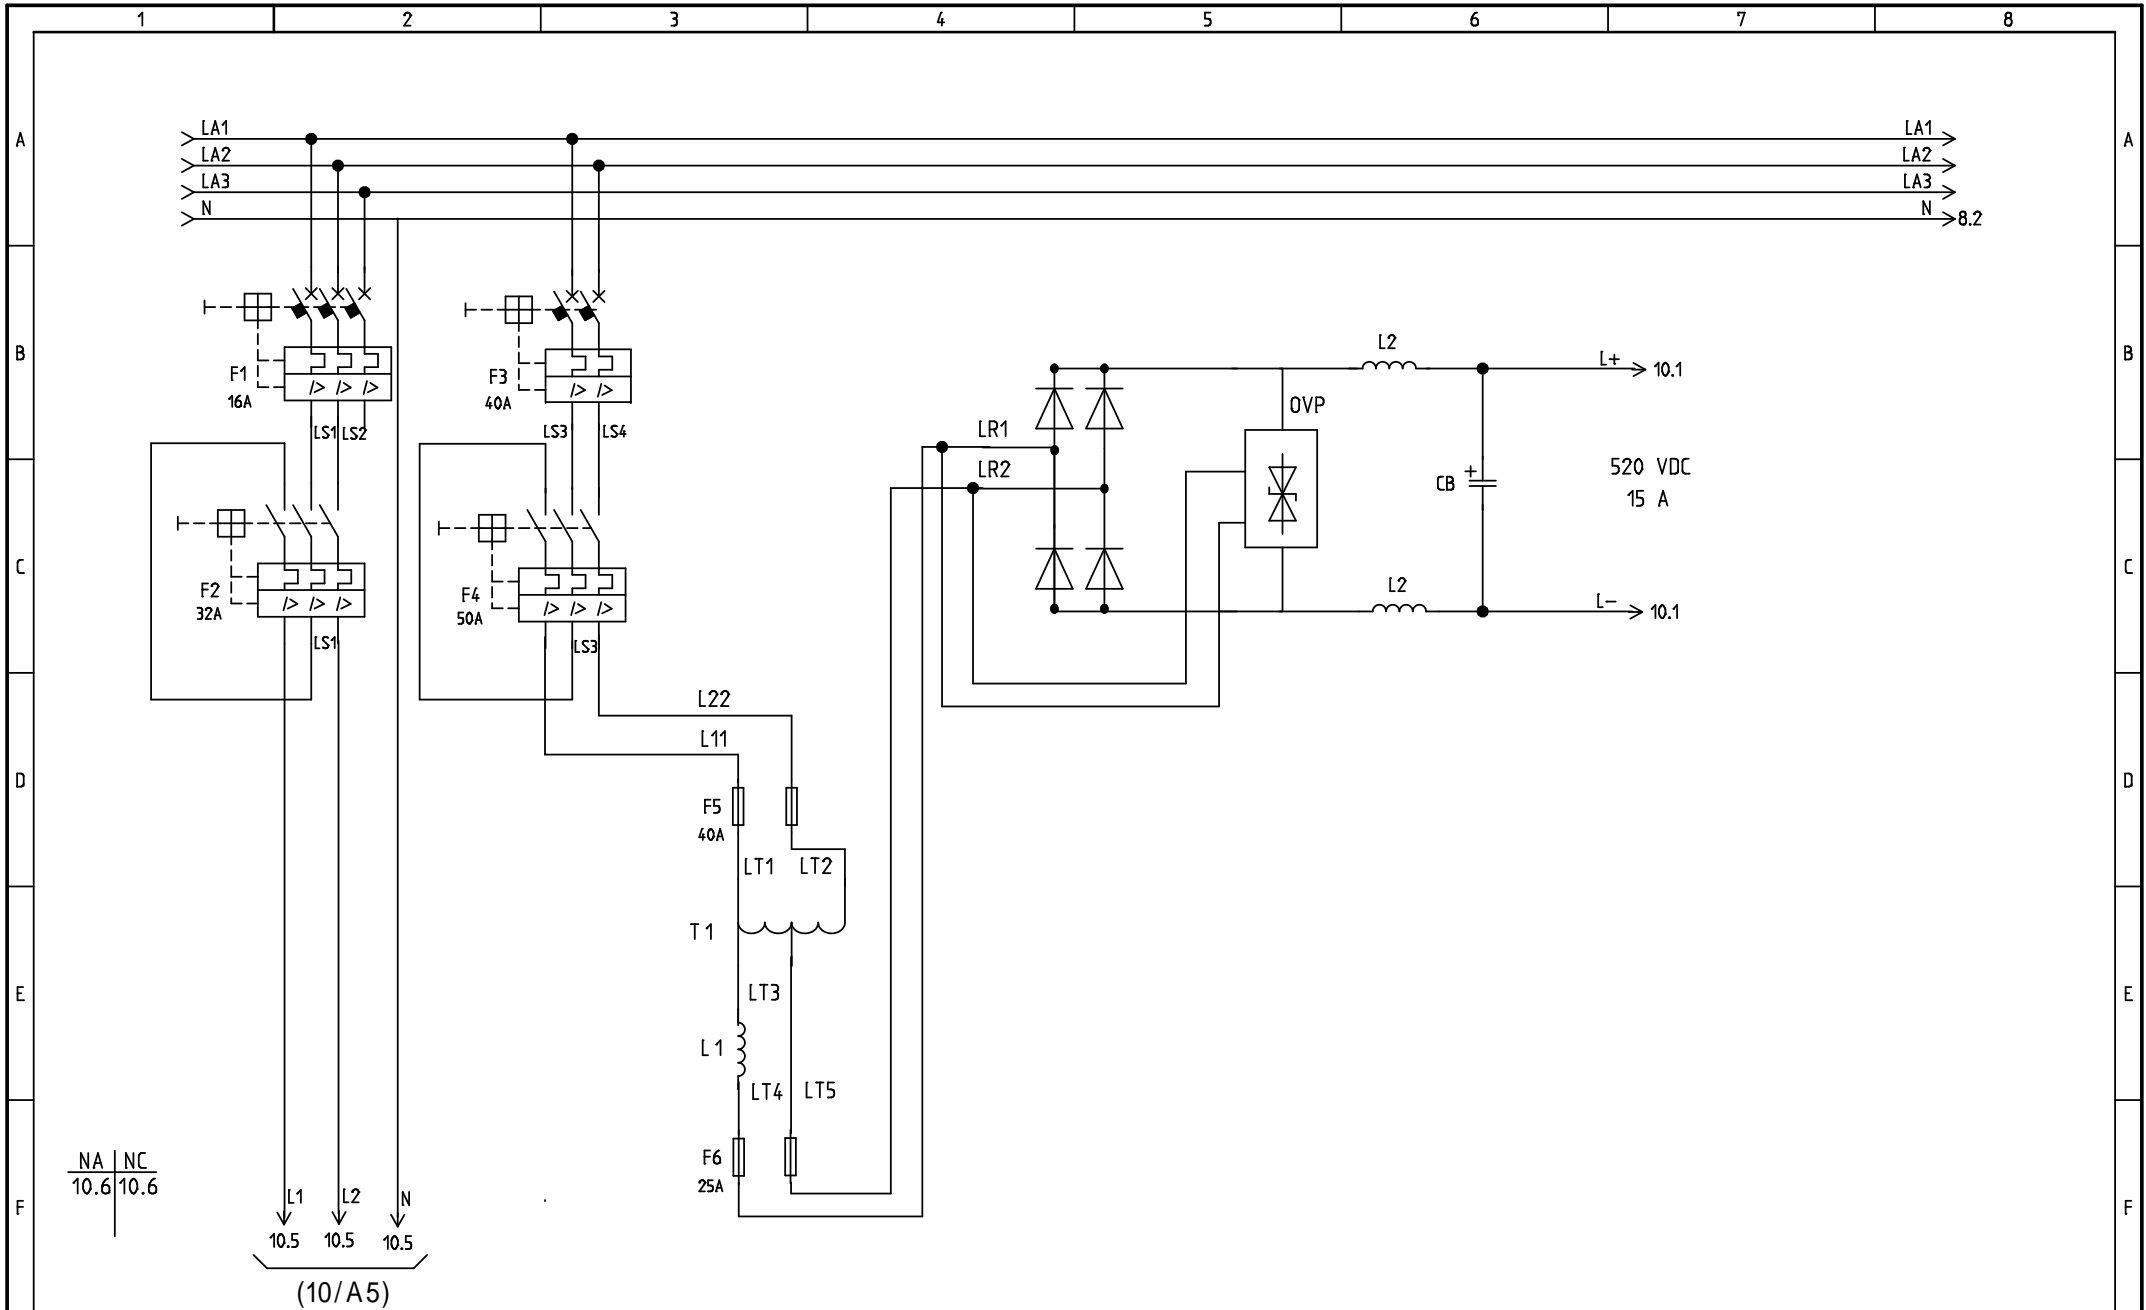 1 2 3 4 5 6 7 8
A LA1 LA1 A
LA2 LA2
LA3 LA3
N N 8.2
B F1 /> /> /> F3 /> /> L2 L+ 10.1 B
16A 40A OVP
LS1 LS2 LS3 LS4 LR1
LR2 520 VDC
CB + 15 A
C F2 /> /> /> F4 /> /> /> L2 L- 10.1 C
32A 50A
LS1 LS3
L22
L11
D F5 D
40A
LT1 LT2
T1
E LT3 E
L1
LT4 LT5
NA NC F6
10.6 10.6 25A
F L1 L2 N F
10.5 10.5 10.5
(10/A5)